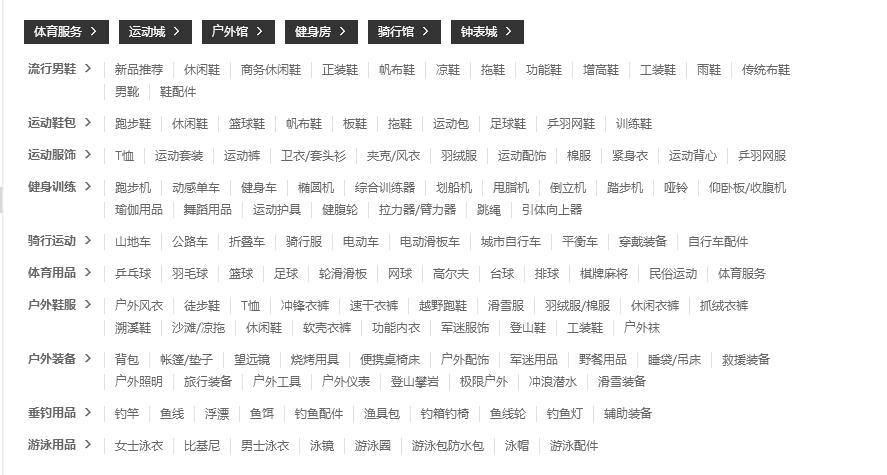 体育服务 > 运动城 > 户外馆 > 健身房 > 骑行馆 > 钟表城 >
流行男鞋 > 新品推荐 休闲鞋 商务休闲鞋 正装鞋 帆布鞋 凉鞋 拖鞋 功能鞋 增高鞋 工装鞋 雨鞋 传统布鞋
男靴 鞋配件
运动鞋包 > 跑步鞋 休闲鞋 篮球鞋 帆布鞋 板鞋 拖鞋 运动包 足球鞋 乒羽网鞋 训练鞋
运动服饰 > T恤 运动套装 运动裤 卫衣/套头衫 夹克/风衣 羽绒服 运动配饰 棉服 紧身衣 运动背心 乒羽网服
健身训练 > 跑步机 动感单车 健身车 椭圆机 综合训练器 划船机 甩脂机 倒立机 踏步机 哑铃 仰卧板/收腹机
瑜伽用品 舞蹈用品 运动护具 健腹轮 拉力器/臂力器 跳绳 引体向上器
骑行运动 > 山地车 公路车 折叠车 骑行服 电动车 电动滑板车 城市自行车 平衡车 穿戴装备 自行车配件
体育用品 > 乒乓球 羽毛球 篮球 足球 轮滑滑板 网球 高尔夫 台球 排球 棋牌麻将 民俗运动 体育服务
户外鞋服 > 户外风衣 徒步鞋 T恤 冲锋衣裤 速干衣裤 越野跑鞋 滑雪服 羽绒服/棉服 休闲衣裤 抓绒衣裤
溯溪鞋 沙滩/凉拖 休闲鞋 软壳衣裤 功能内衣 军迷服饰 登山鞋 工装鞋 户外袜
户外装备 > 背包 帐篷/垫子 望远镜 烧烤用具 便携桌椅床 户外配饰 军迷用品 野餐用品 睡袋/吊床 救援装备
户外照明 旅行装备 户外工具 户外仪表 登山攀岩 极限户外 冲浪潜水 滑雪装备
垂钓用品 > 钓竿 鱼线 浮漂 鱼饵 钓鱼配件 渔具包 钓箱钓椅 鱼线轮 钓鱼灯 辅助装备
游泳用品 > 女士泳衣 比基尼 男士泳衣 泳镜 游泳圈 游泳包防水包 泳帽 游泳配件